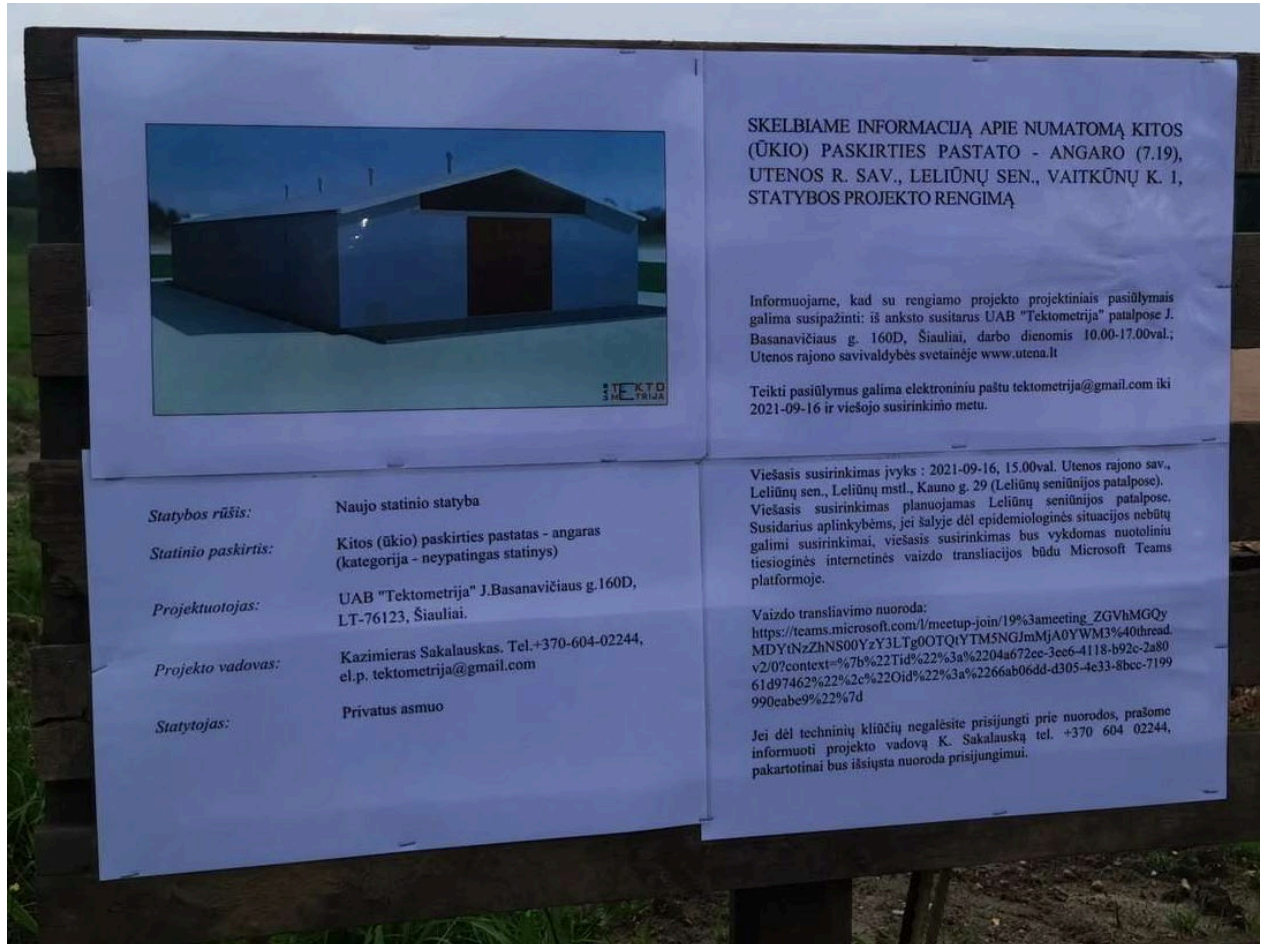 SKELBIAME INFORMACIJĄ APIE NUMATOMĄ KITOS
(ŪKIO) PASKIRTIES PASTATO - ANGARO (7.19),
UTENOS R. SAV., LELIŪNŲ SEN., VAITKŪNŲ K. 1,
STATYBOS PROJEKTO RENGIMĄ
Informuojame, kad su rengiamo projekto projektiniais pasiūlymais
galima susipažinti: iš anksto susitarus UAB "Tektometrija" patalpose J.
Basanavičiaus g. 160D, Šiauliai, darbo dienomis 10.00-17.00val.;
Utenos rajono savivaldybės svetainėje www.utena.lt
Teikti pasiūlymus galima elektroniniu paštu tektometrija@gmail.com iki
2021-09-16 ir viešojo susirinkimo metu.
TEKTO
METRIJA
Statybos rūšis: Naujo statinio statyba
Statinio paskirtis: Kitos (ūkio) paskirties pastatas - angaras
(kategorija - neypatingas statinys)
Projektuotojas: UAB "Tektometrija" J.Basanavičiaus g.160D,
LT-76123, Šiauliai.
Projekto vadovas: Kazimieras Sakalauskas. Tel.+370-604-02244,
el.p. tektometrija@gmail.com
Statytojas: Privatus asmuo
Viešasis susirinkimas įvyks : 2021-09-16, 15.00val. Utenos rajono sav.,
Leliūnų sen., Leliūnų mstl., Kauno g. 29 (Leliūnų seniūnijos patalpose).
Viešasis susirinkimas planuojamas Leliūnų seniūnijos patalpose.
Susidarius aplinkybėms, jei šalyje dėl epidemiologinės situacijos nebūtų
galimi susirinkimai, viešasis susirinkimas bus vykdomas nuotoliniu
tiesioginės internetinės vaizdo transliacijos būdu Microsoft Teams
platformoje.
Vaizdo transliavimo nuoroda:
https://teams.microsoft.com/l/meetup-join/19%3ameeting_ZGVhMGQy
MDYtNzZhNS00YzY3LTg0OTQtYTM5NGJmMjA0YWM3%40thread.
v2/0?context=%7b%22Tid%22%3a%2204a672ec-3ec6-4118-b92c-2a80
61d97462%22%2c%22Oid%22%3a%2266ab06dd-d305-4e33-8bcc-7199
990eabe9%22%7d
Jei dėl techninių kliūčių negalėsite prisijungti prie nuorodos, prašome
informuoti projekto vadovą K. Sakalauską tel. +370 604 02244,
pakartotinai bus išsiųsta nuoroda prisijungimui.